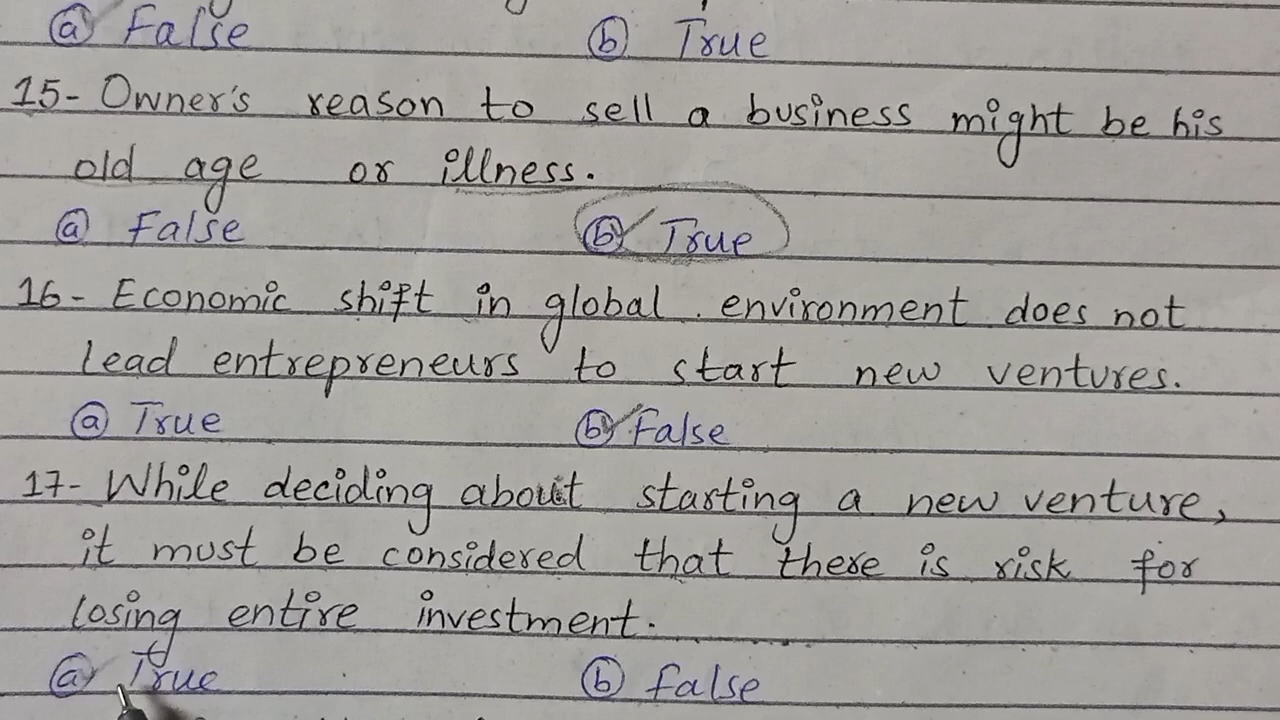 ⓐ False ⓑ True
15- Owner's reason to sell a business might be his
old age or illness.
ⓐ False ⓑ True
16- Economic shift in global environment does not
lead entrepreneurs to start new ventures.
ⓐ True ⓑ False
17- While deciding about starting a new venture,
it must be considered that there is risk for
losing entire investment.
ⓐ True ⓑ false